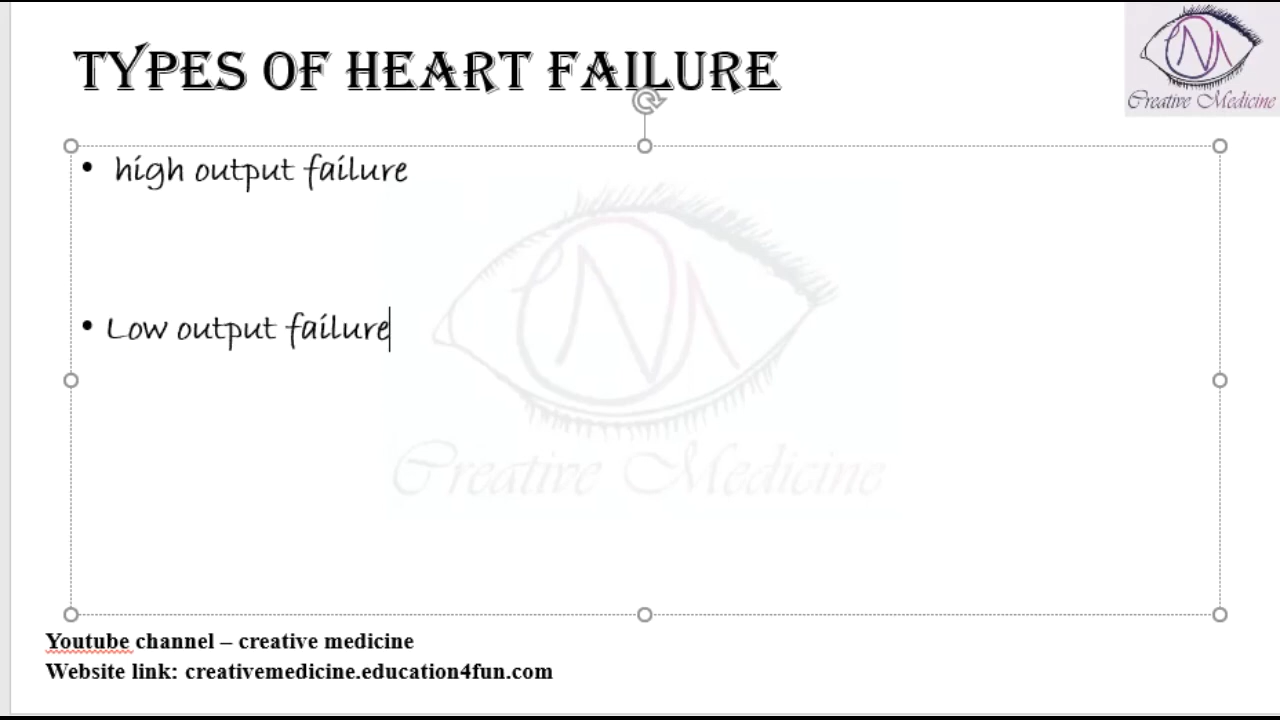 TYPES OF HEART FAILURE
Creative Medicine
• high output failure
• Low output failure
Creative Medicine
Youtube channel – creative medicine
Website link: creativemedicine.education4fun.com